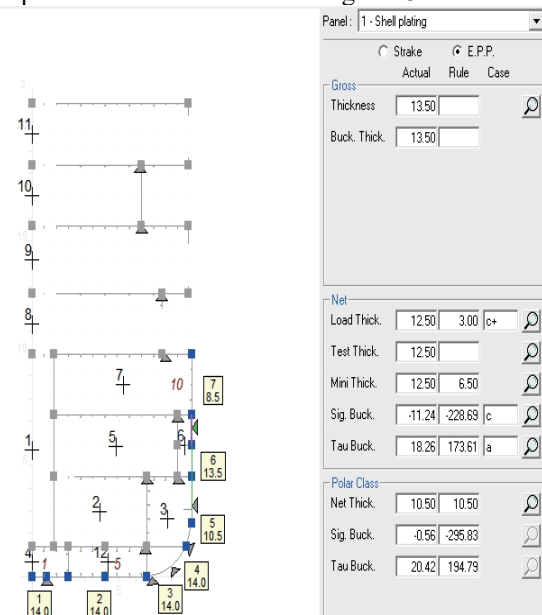 Panel : 1 - Shell plating
Strake E.P.P.
Actual Rule Case
Gross
Thickness 13.50
Buck. Thick. 13.50
Net
Load Thick. 12.50 3.00 c+
Test Thick. 12.50
Mini Thick. 12.50 6.50
Sig. Buck. -11.24 -228.69 c
Tau Buck. 18.26 173.61 a
Polar Class
Net Thick. 10.50 10.50
Sig. Buck. -0.56 -295.83
Tau Buck. 20.42 194.79
z
11
10
15
9
8
10
7
10
7
8.5
1
5
6
6
13.5
2
3
5
10.5
4
1
12
5
4
14.0
1
14.0
2
14.0
3
14.0